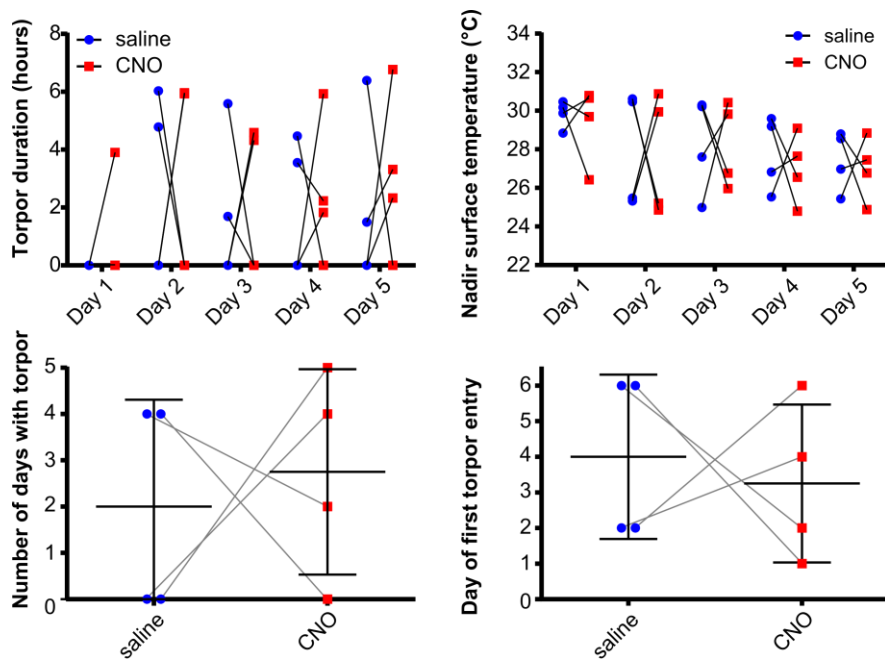 Torpor duration (hours)
8
6
4
2
0
saline
CNO
Day 1
Day 2
Day 3
Day 4
Day 5
Nadir surface temperature (°C)
34
32
30
28
26
24
22
saline
CNO
Day 1
Day 2
Day 3
Day 4
Day 5
Number of days with torpor
5
4
3
2
1
0
saline
CNO
Day of first torpor entry
6
5
4
3
2
1
0
saline
CNO